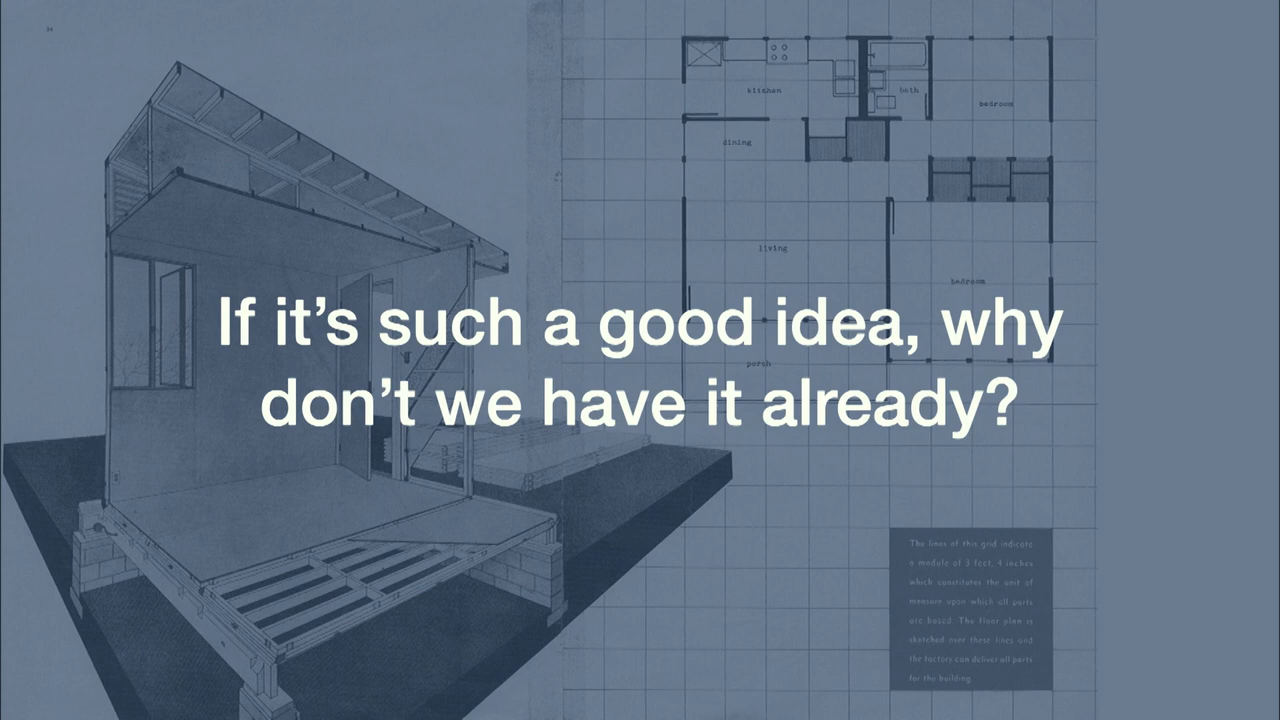 34
kitchen
bath
bedroom
dining
living
bedroom
If it’s such a good idea, why
don’t we have it already?
porch
The lines of this grid indicate
a module of 3 feet, 4 inches
which constitutes the unit of
measure upon which all parts
are based. The floor plan is
sketched over these lines and
the factory can deliver all parts
for the building.